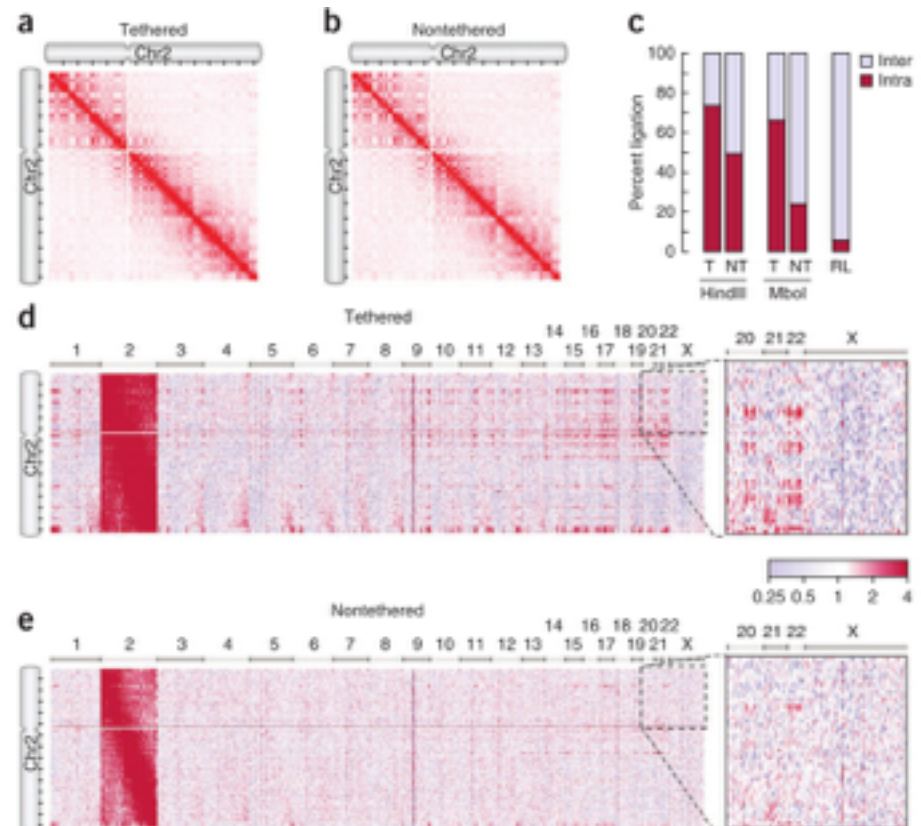 a
Tethered
Chr2
Chr2
b
Nontethered
Chr2
Chr2
c
Percent ligation
100
80
60
40
20
0
T NT T NT RL
HindIII MboI
Inter
Intra
d
Tethered
14 16 18 20 22
1 2 3 4 5 6 7 8 9 10 11 12 13 15 17 19 21 X
Chr2
20 21 22 X
0.25 0.5 1 2 4
e
Nontethered
14 16 18 20 22
1 2 3 4 5 6 7 8 9 10 11 12 13 15 17 19 21 X
Chr2
20 21 22 X